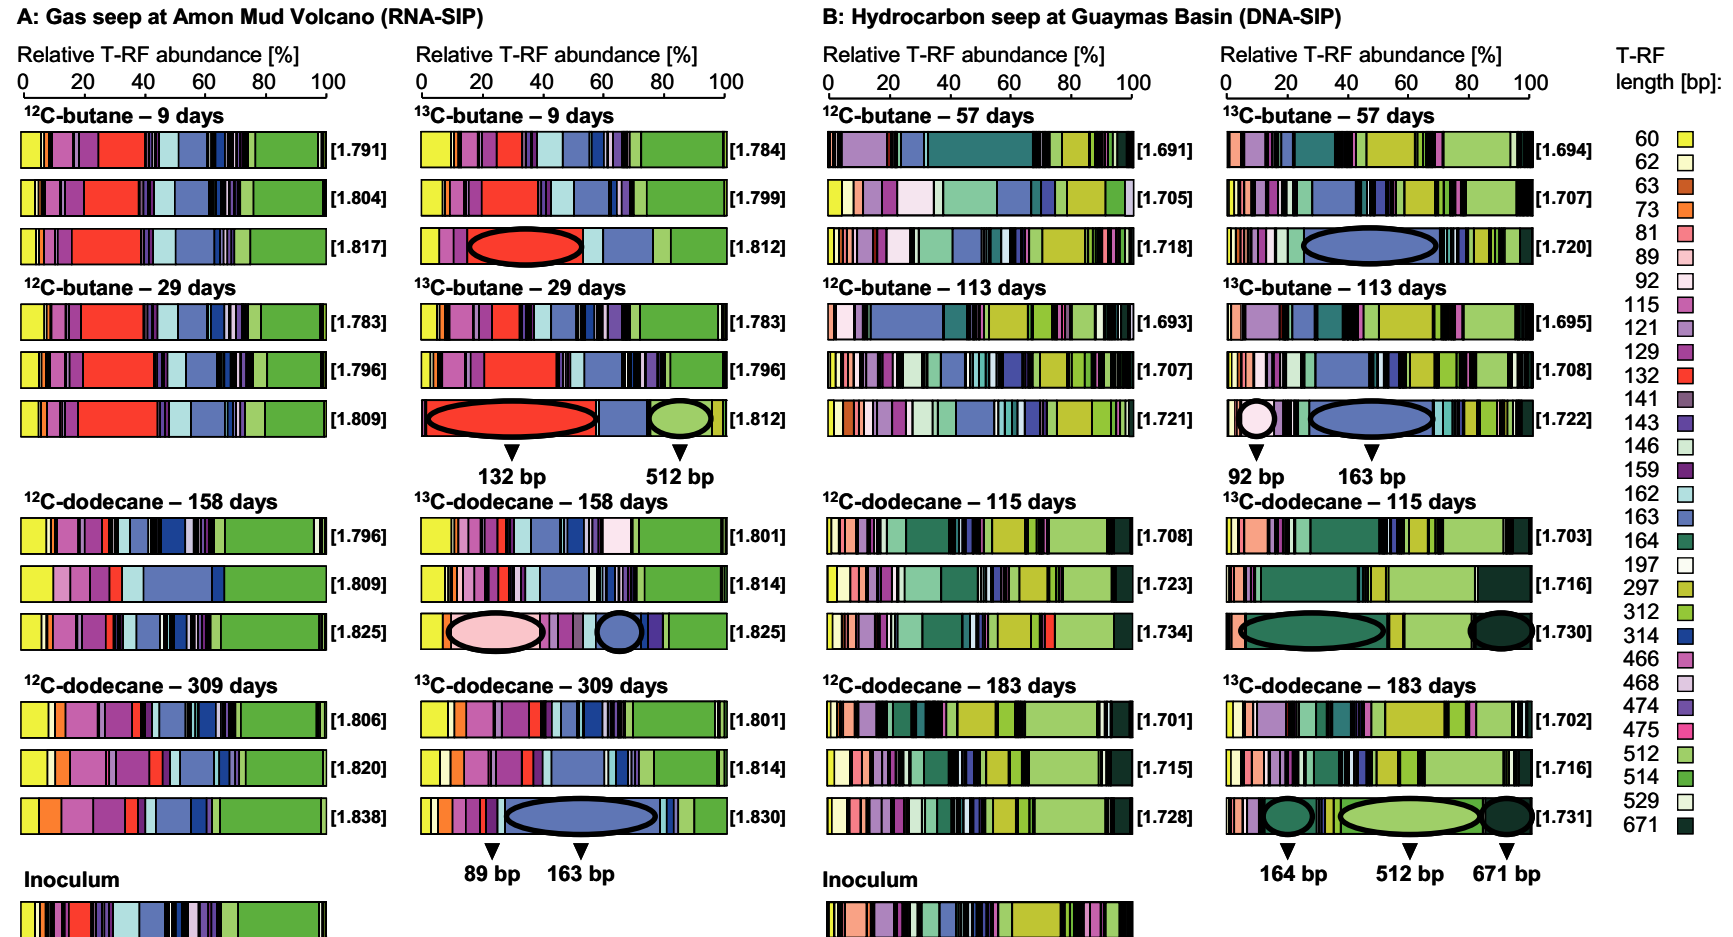 A: Gas seep at Amon Mud Volcano (RNA-SIP)
Relative T-RF abundance [%]
0 20 40 60 80 100
¹²C-butane – 9 days
[1.791]
[1.804]
[1.817]
¹²C-butane – 29 days
[1.783]
[1.796]
[1.809]
¹²C-dodecane – 158 days
[1.796]
[1.809]
[1.825]
¹²C-dodecane – 309 days
[1.806]
[1.820]
[1.838]
Inoculum
Relative T-RF abundance [%]
0 20 40 60 80 100
¹³C-butane – 9 days
[1.784]
[1.799]
[1.812]
¹³C-butane – 29 days
[1.783]
[1.796]
[1.812]
132 bp 512 bp
¹³C-dodecane – 158 days
[1.801]
[1.814]
[1.825]
¹³C-dodecane – 309 days
[1.801]
[1.814]
[1.830]
89 bp 163 bp
B: Hydrocarbon seep at Guaymas Basin (DNA-SIP)
Relative T-RF abundance [%]
0 20 40 60 80 100
¹²C-butane – 57 days
[1.691]
[1.705]
[1.718]
¹²C-butane – 113 days
[1.693]
[1.707]
[1.721]
¹²C-dodecane – 115 days
[1.708]
[1.723]
[1.734]
¹²C-dodecane – 183 days
[1.701]
[1.715]
[1.728]
Inoculum
Relative T-RF abundance [%]
0 20 40 60 80 100
¹³C-butane – 57 days
[1.694]
[1.707]
[1.720]
¹³C-butane – 113 days
[1.695]
[1.708]
[1.722]
92 bp 163 bp
¹³C-dodecane – 115 days
[1.703]
[1.716]
[1.730]
¹³C-dodecane – 183 days
[1.702]
[1.716]
[1.731]
164 bp 512 bp 671 bp
T-RF
length [bp]:
60
62
63
73
81
89
92
115
121
129
132
141
143
146
159
162
163
164
197
297
312
314
466
468
474
475
512
514
529
671